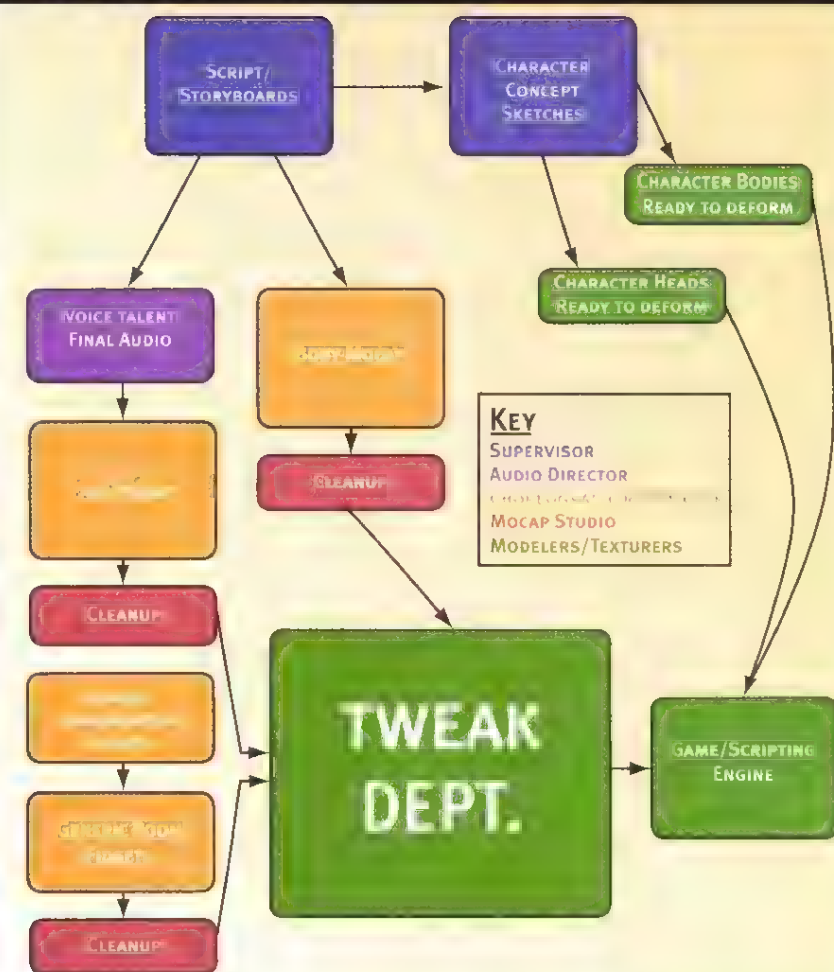 SCRIPT/
STORYBOARDS
CHARACTER
CONCEPT
SKETCHES
CHARACTER BODIES
READY TO DEFORM
CHARACTER HEADS
READY TO DEFORM
VOICE TALENT
FINAL AUDIO
CLEANUP
KEY
SUPERVISOR
AUDIO DIRECTOR
MOCAP STUDIO
MODELERS/TEXTURERS
CLEANUP
TWEAK
DEPT.
GAME/SCRIPTING
ENGINE
CLEANUP